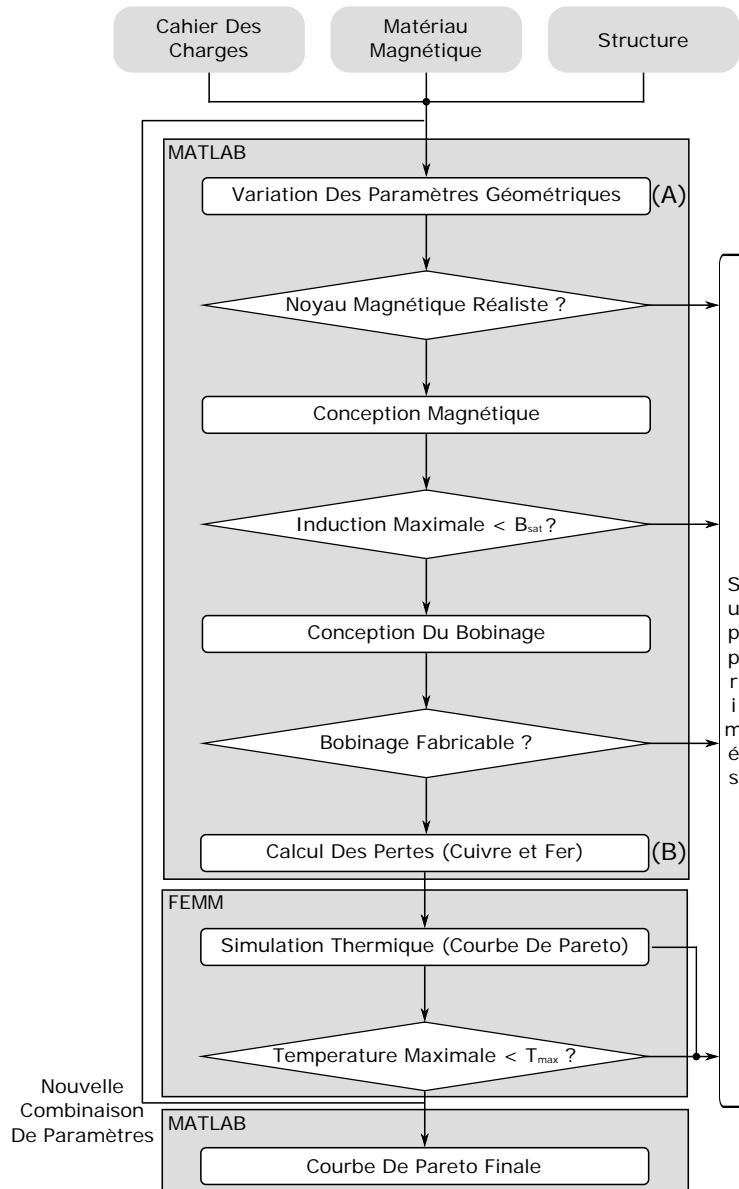 Cahier Des
Charges
Matériau
Magnétique
Structure
MATLAB
Variation Des Paramètres Géométriques
(A)
Noyau Magnétique Réaliste ?
Conception Magnétique
Induction Maximale < Bsat ?
Conception Du Bobinage
Bobinage Fabricable ?
Calcul Des Pertes (Cuivre et Fer)
(B)
S
u
p
p
r
i
m
é
s
FEMM
Simulation Thermique (Courbe De Pareto)
Temperature Maximale < Tmax ?
Nouvelle
Combinaison
De Paramètres
MATLAB
Courbe De Pareto Finale